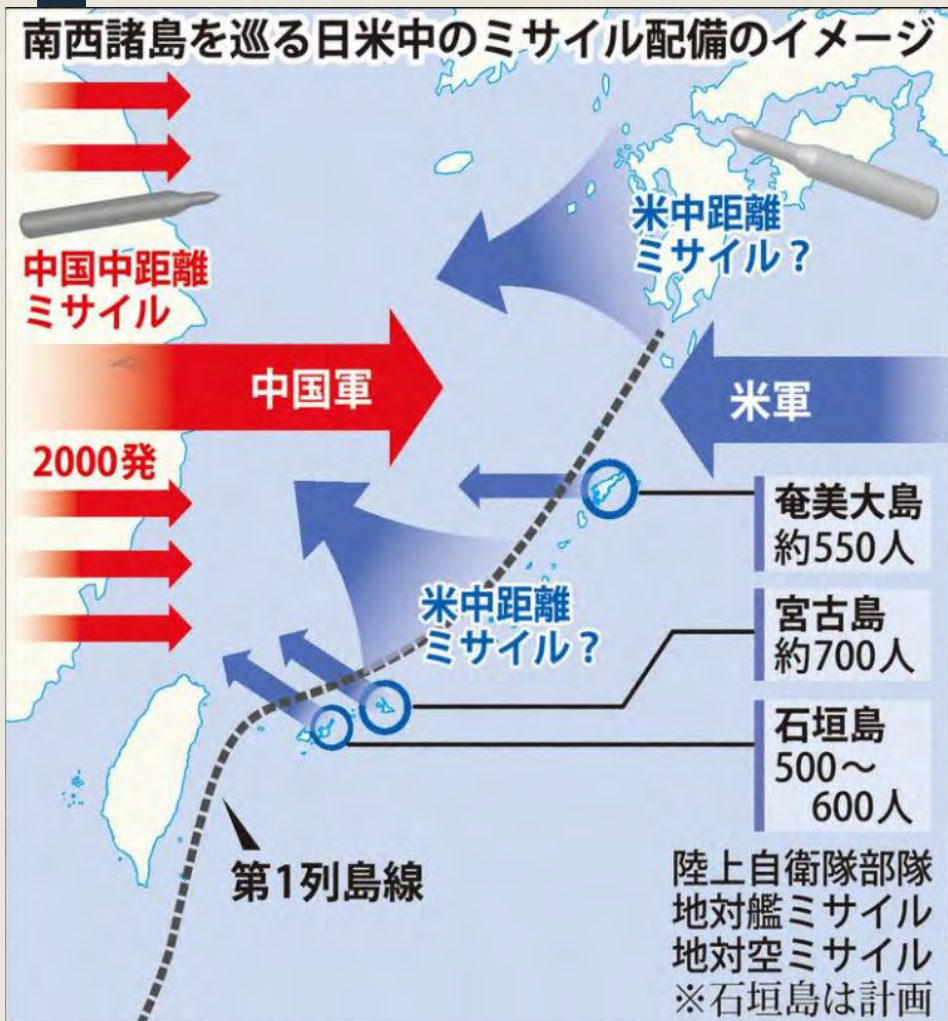 南西諸島を巡る日米中のミサイル配備のイメージ
米中距離
ミサイル？
中国中距離
ミサイル
中国軍
米軍
2000発
奄美大島
約550人
米中距離
ミサイル？
宮古島
約700人
石垣島
500～
600人
第1列島線
陸上自衛隊部隊
地対艦ミサイル
地対空ミサイル
※石垣島は計画